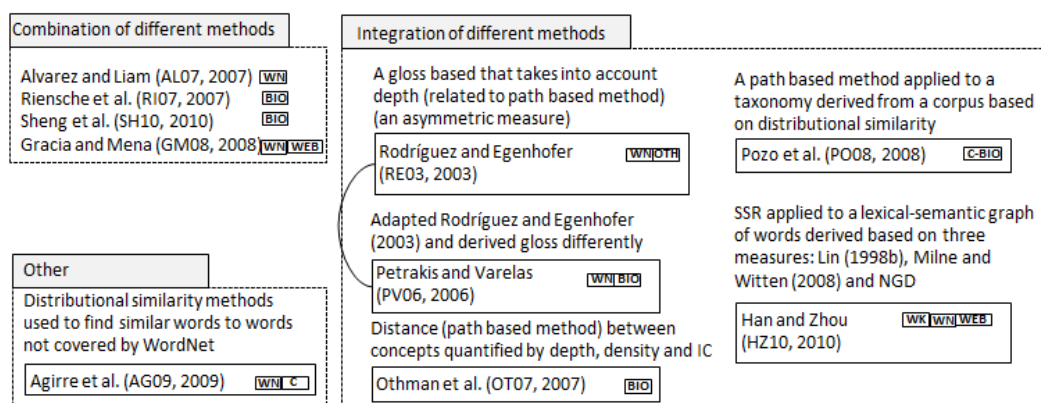 Combination of different methods
Alvarez and Liam (AL07, 2007) WN
Riensche et al. (RI07, 2007) BIO
Sheng et al. (SH10, 2010) BIO
Gracia and Mena (GM08, 2008) WN WEB
Other
Distributional similarity methods
used to find similar words to words
not covered by WordNet
Agirre et al. (AG09, 2009) WN C
Integration of different methods
A gloss based that takes into account
depth (related to path based method)
(an asymmetric measure)
Rodríguez and Egenhofer WN OTH
(RE03, 2003)
Adapted Rodríguez and Egenhofer
(2003) and derived gloss differently
Petrakis and Varelas WN BIO
(PV06, 2006)
Distance (path based method) between
concepts quantified by depth, density and IC
Othman et al. (OT07, 2007) BIO
A path based method applied to a
taxonomy derived from a corpus based
on distributional similarity
Pozo et al. (PO08, 2008) C-BIO
SSR applied to a lexical-semantic graph
of words derived based on three
measures: Lin (1998b), Milne and
Witten (2008) and NGD
Han and Zhou WK WN WEB
(HZ10, 2010)